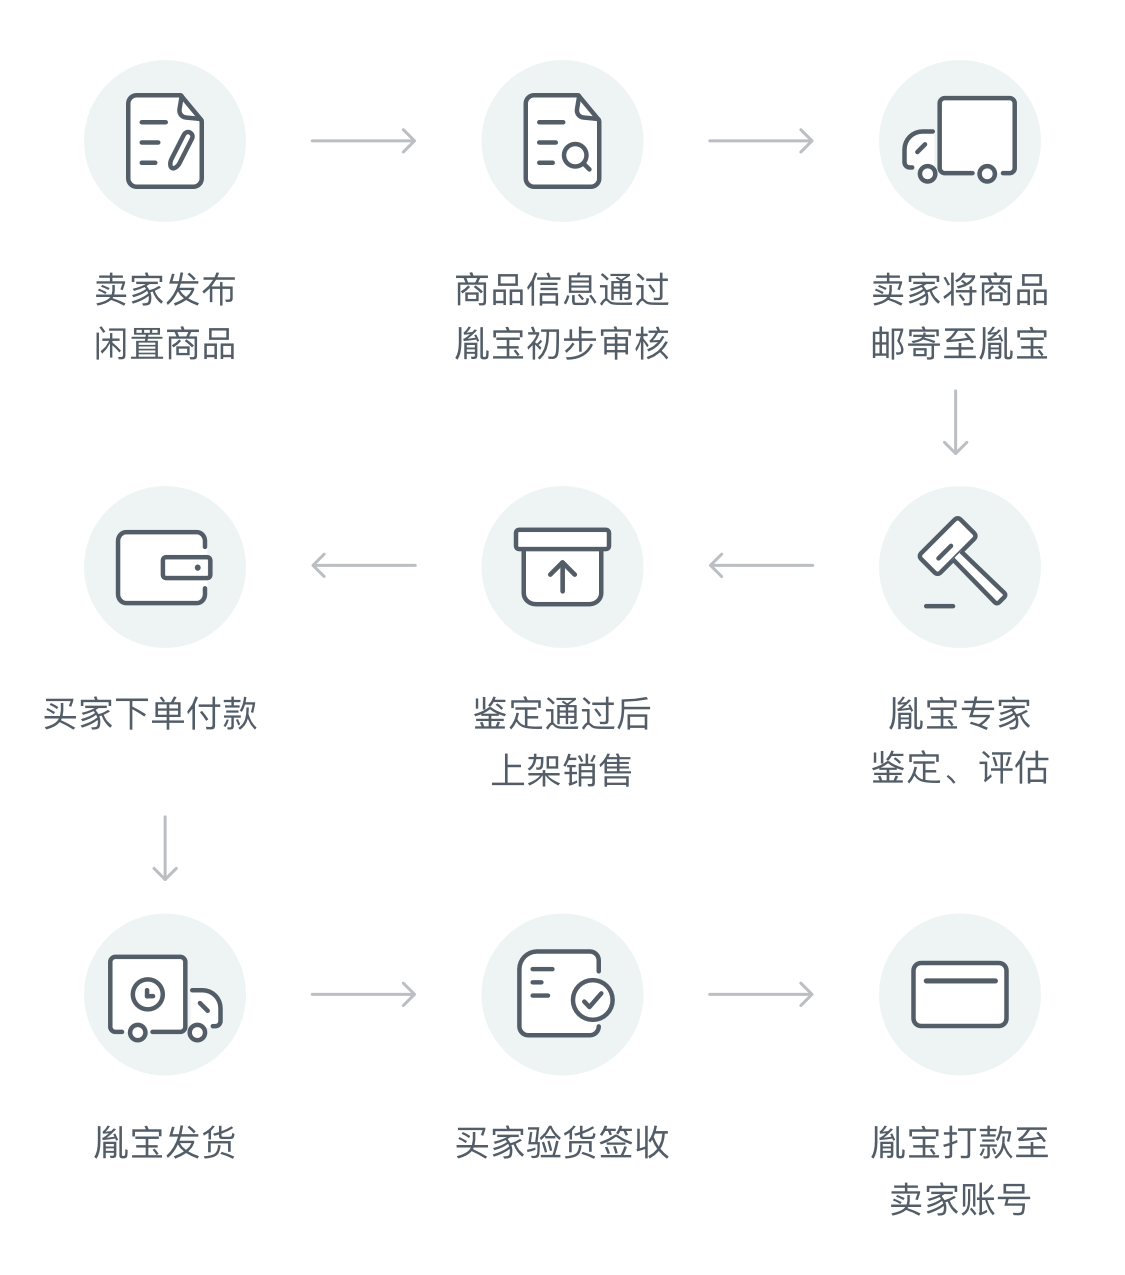 卖家发布
闲置商品
商品信息通过
胤宝初步审核
卖家将商品
邮寄至胤宝
胤宝专家
鉴定、评估
鉴定通过后
上架销售
买家下单付款
胤宝发货
买家验货签收
胤宝打款至
卖家账号